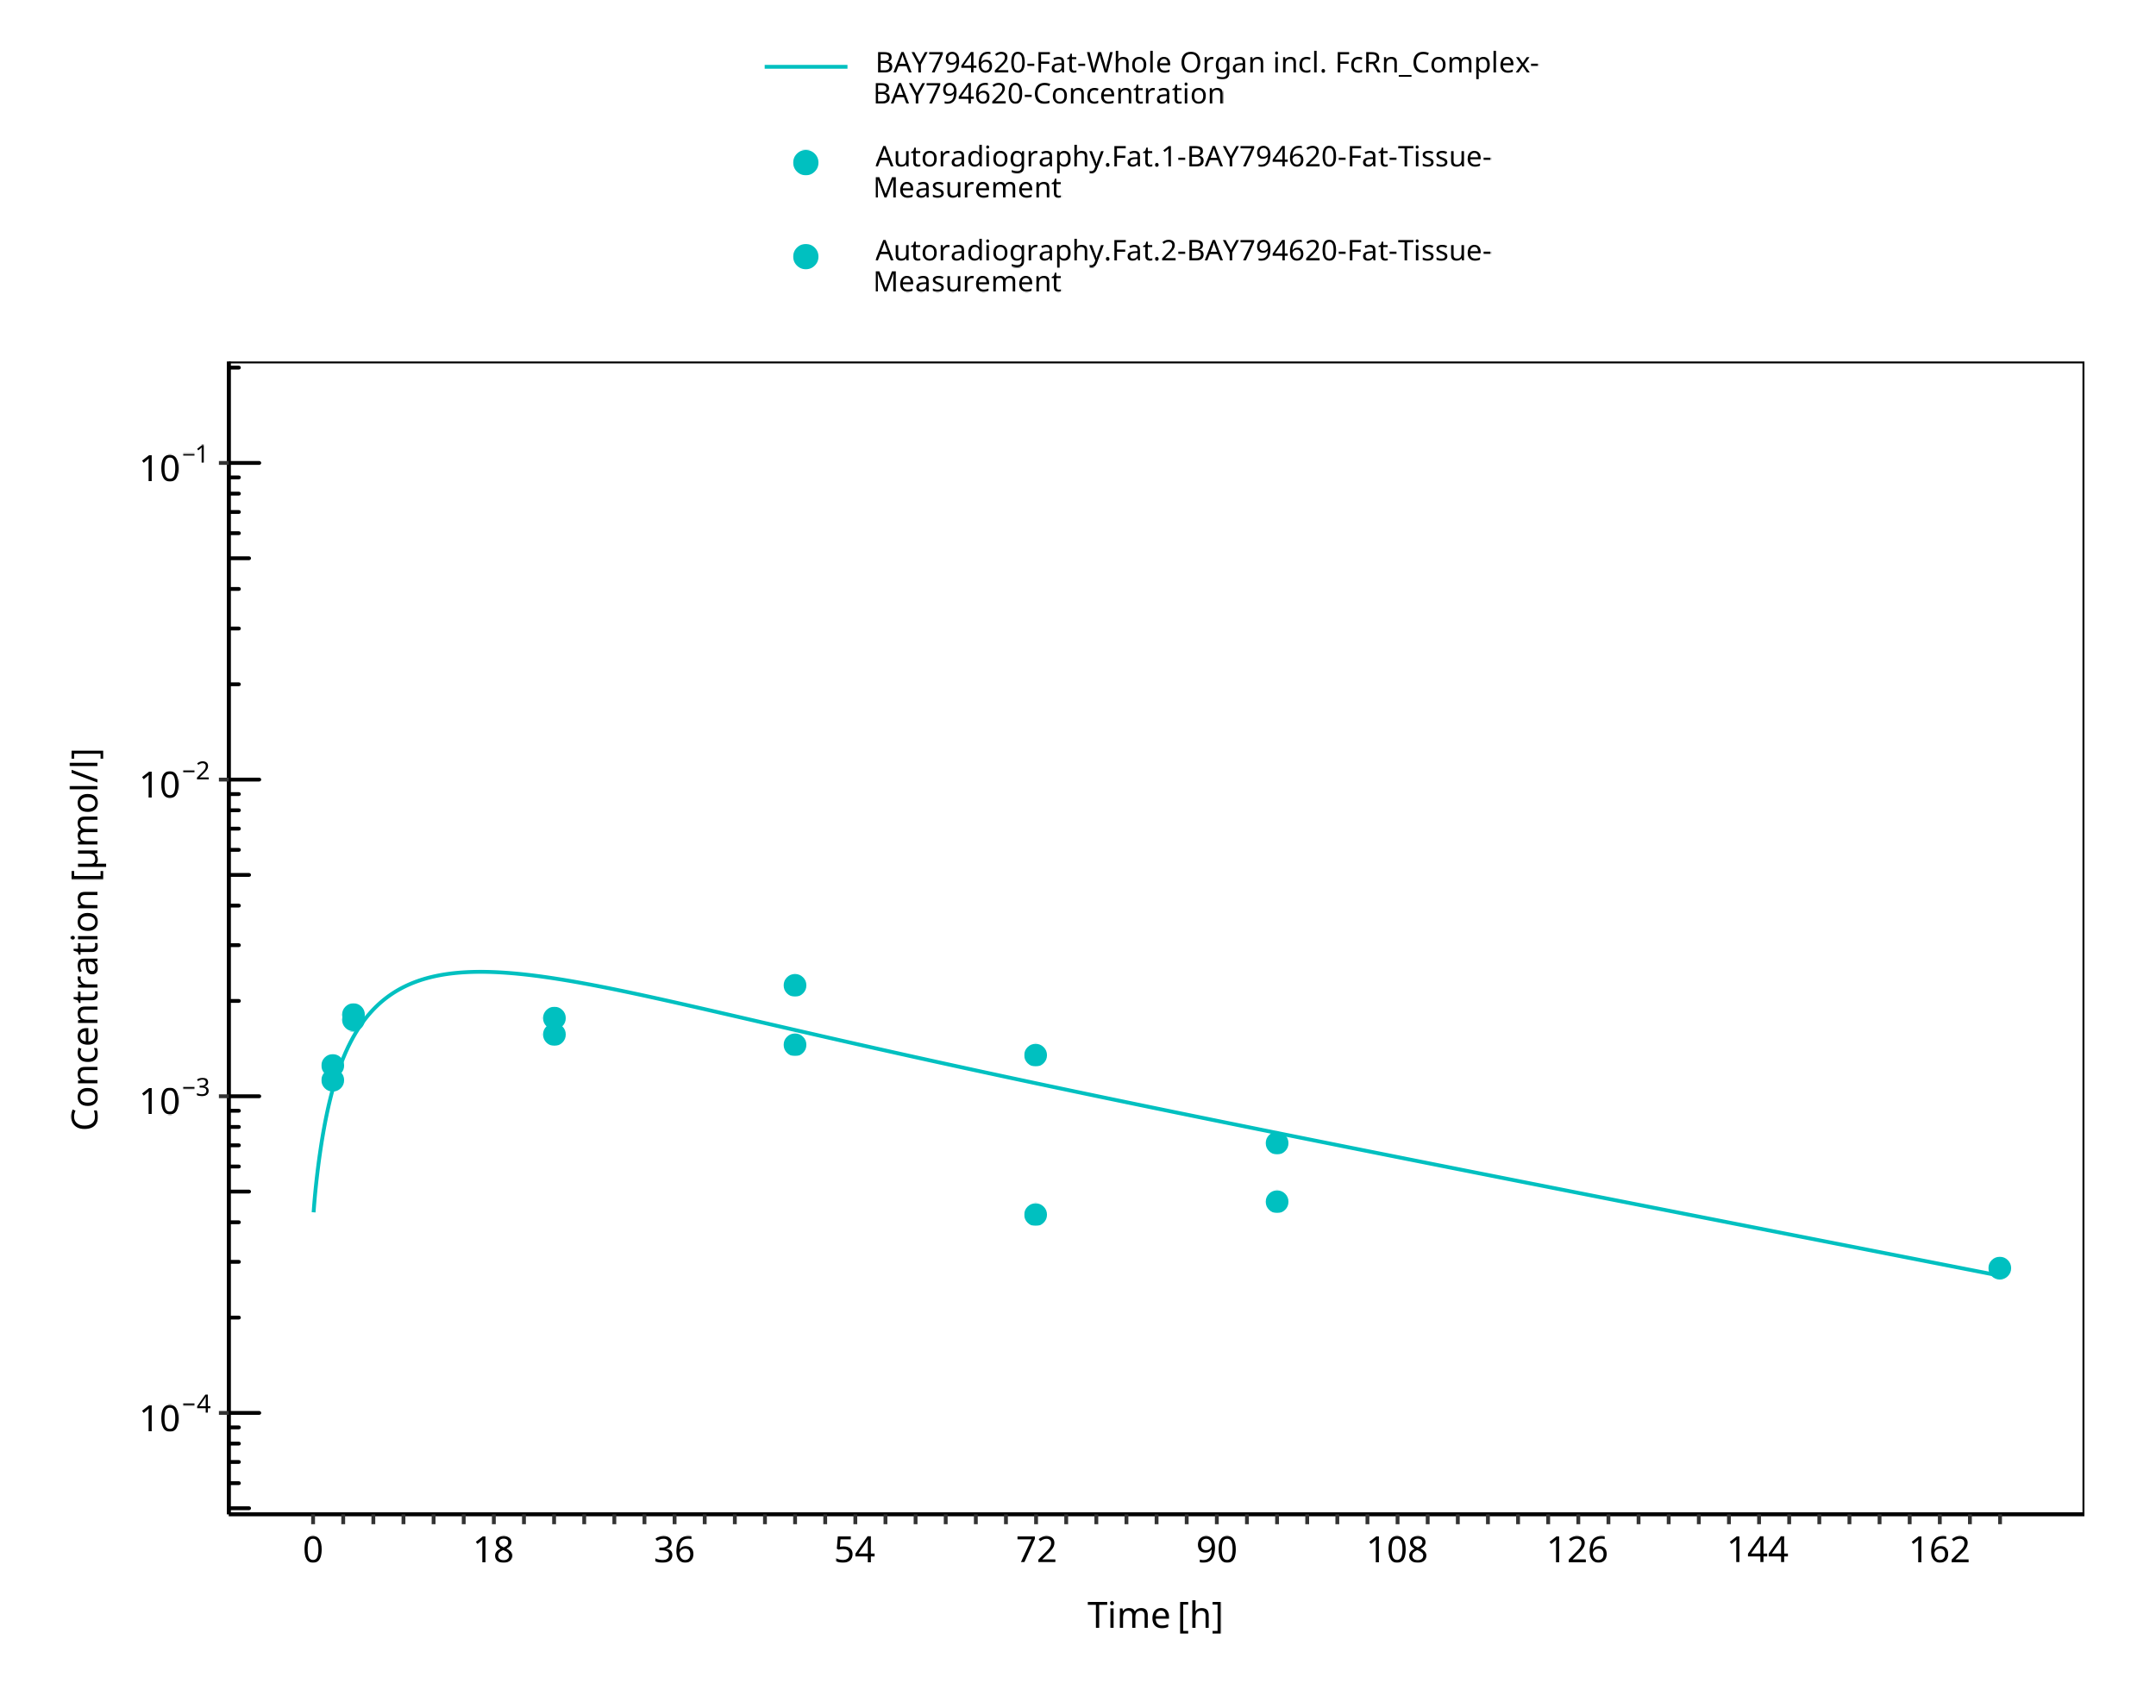 BAY794620-Fat-Whole Organ incl. FcRn_Complex-
BAY794620-Concentration
Autoradiography.Fat.1-BAY794620-Fat-Tissue-
Measurement
Autoradiography.Fat.2-BAY794620-Fat-Tissue-
Measurement
10⁻¹
10⁻²
10⁻³
10⁻⁴
Concentration [µmol/l]
0 18 36 54 72 90 108 126 144 162
Time [h]